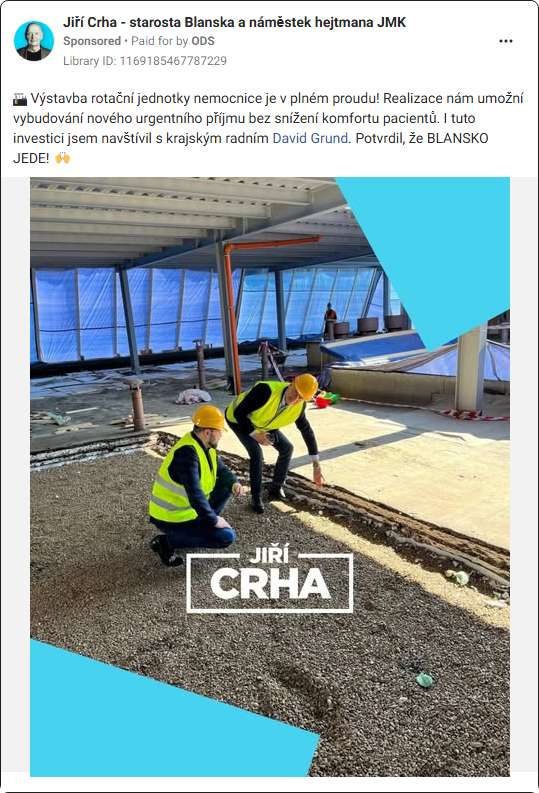 Jiří Crha - starosta Blanska a náměstek hejtmana JMK
Sponsored • Paid for by ODS
Library ID: 1169185467787229
🏥 Výstavba rotační jednotky nemocnice je v plném proudu! Realizace nám umožní
vybudování nového urgentního příjmu bez snížení komfortu pacientů. I tuto
investici jsem navštívil s krajským radním David Grund. Potvrdil, že BLANSKO
JEDE! 🙌
JIŘÍ
CRHA